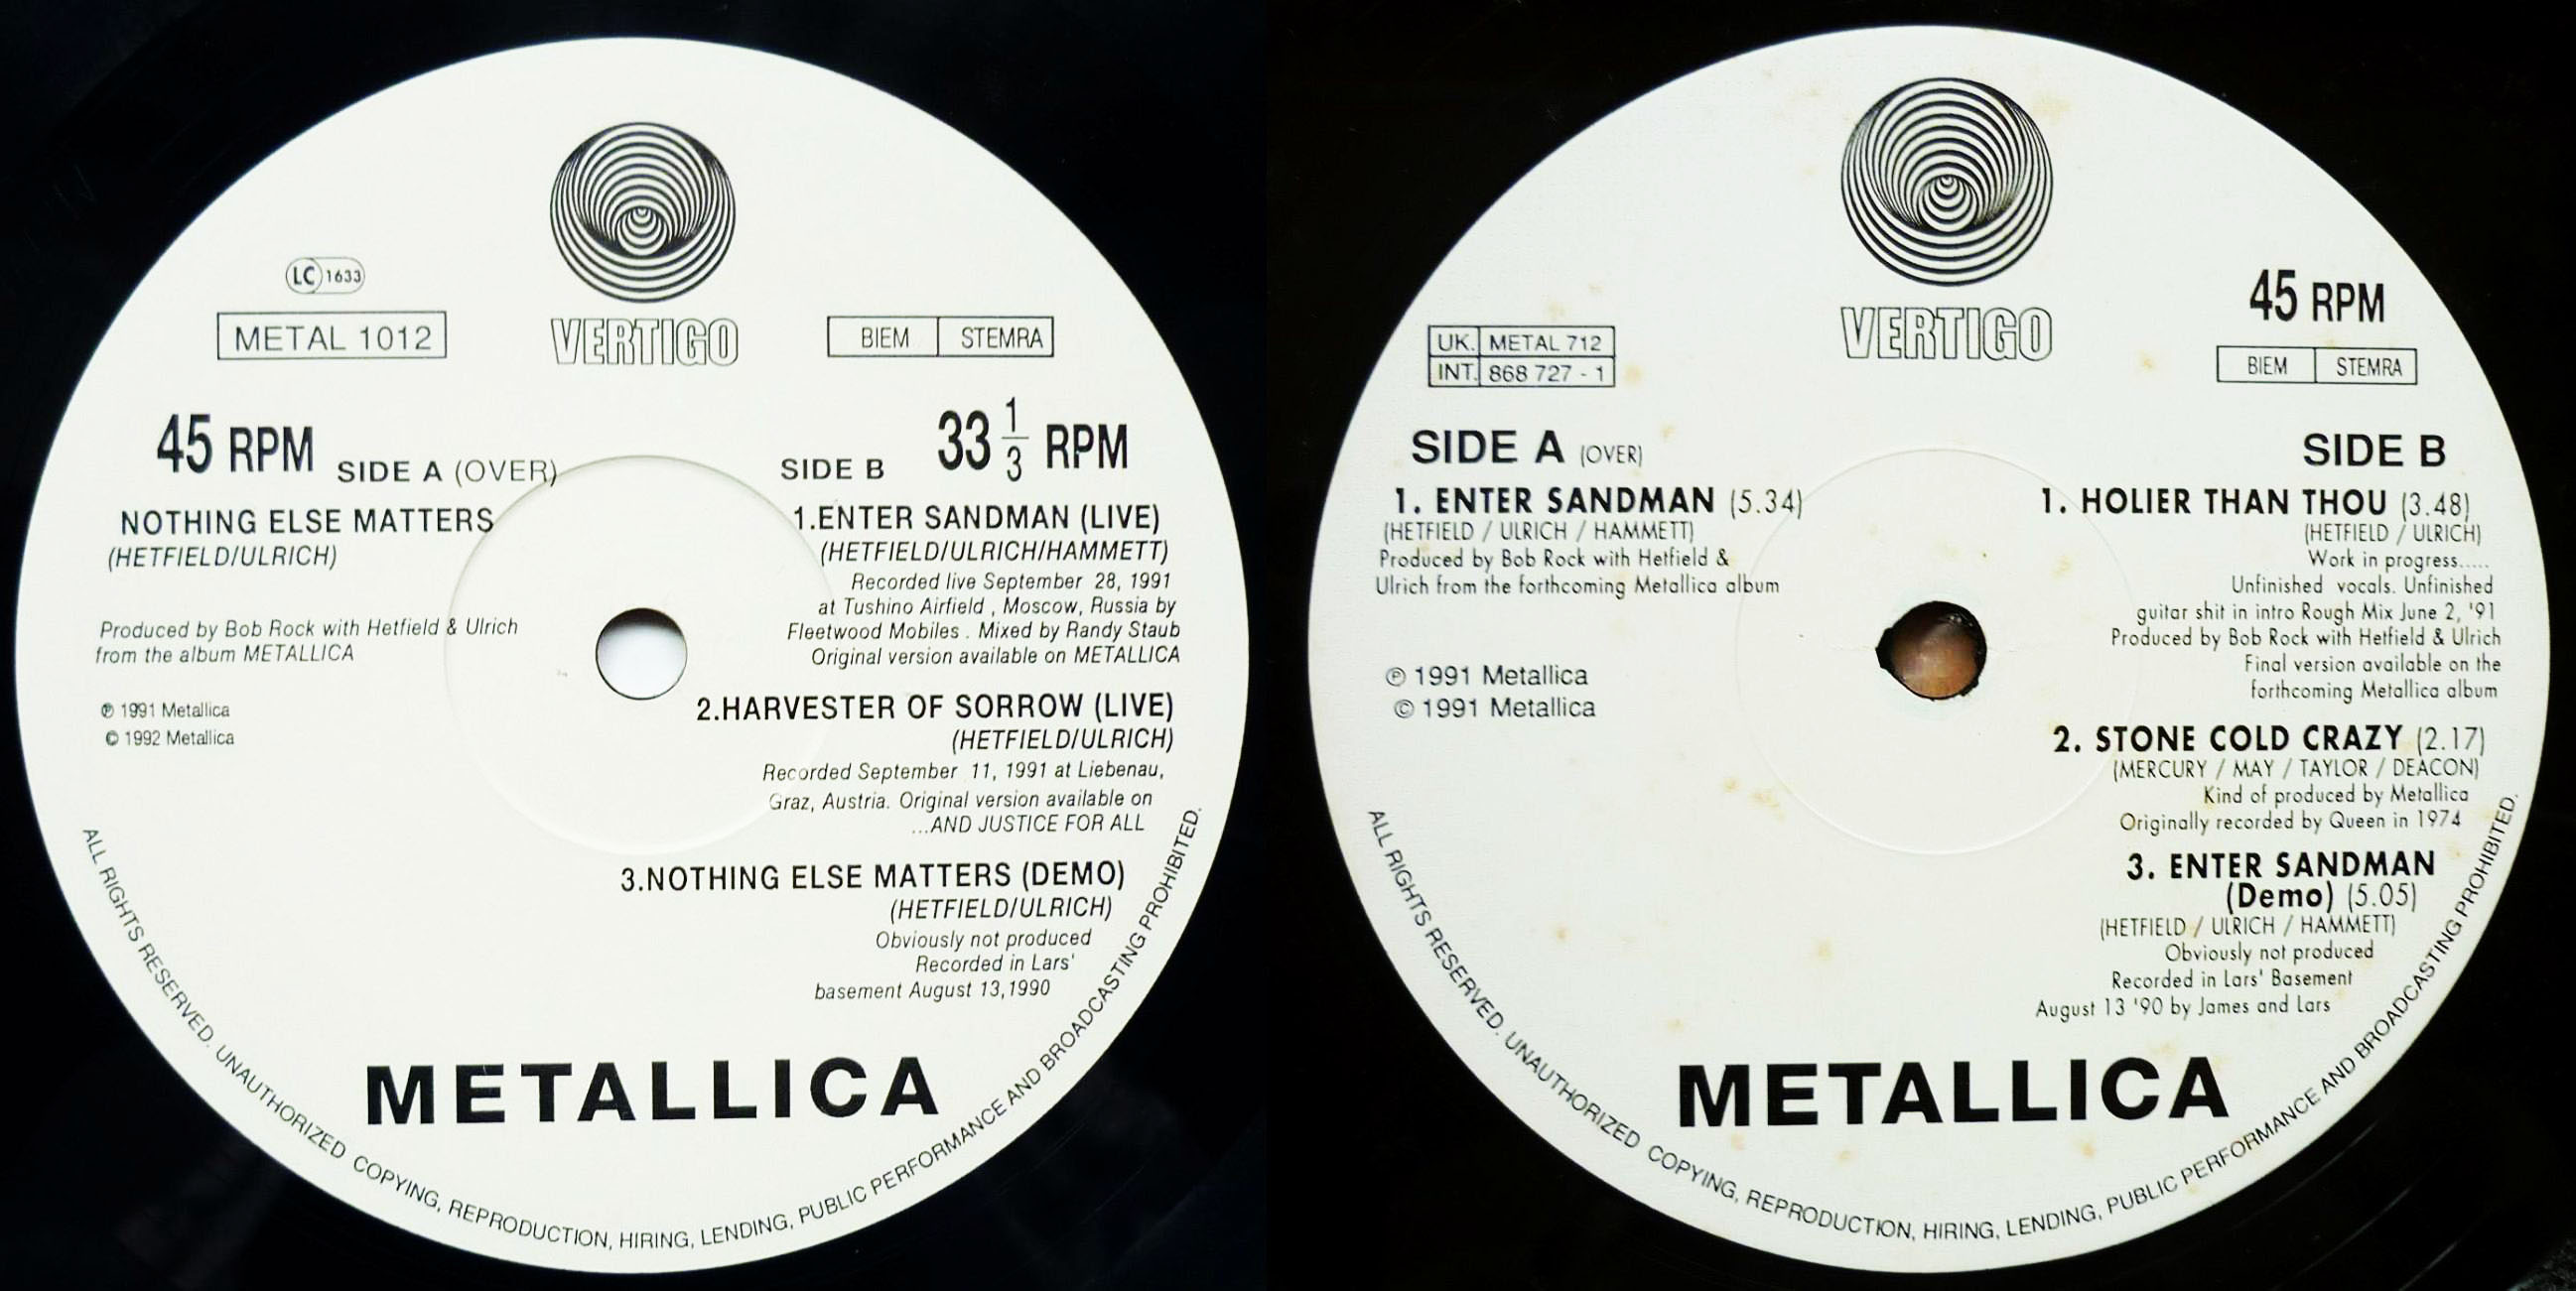 LC 1633
METAL 1012
VERTIGO
BIEM STEMRA
45 RPM SIDE A (OVER)
NOTHING ELSE MATTERS
(HETFIELD/ULRICH)
Produced by Bob Rock with Hetfield & Ulrich
from the album METALLICA
℗ 1991 Metallica
© 1992 Metallica
SIDE B 33 1/3 RPM
1.ENTER SANDMAN (LIVE)
(HETFIELD/ULRICH/HAMMETT)
Recorded live September 28, 1991
at Tushino Airfield , Moscow, Russia by
Fleetwood Mobiles . Mixed by Randy Staub
Original version available on METALLICA
2.HARVESTER OF SORROW (LIVE)
(HETFIELD/ULRICH)
Recorded September 11, 1991 at Liebenau,
Graz, Austria. Original version available on
...AND JUSTICE FOR ALL
3.NOTHING ELSE MATTERS (DEMO)
(HETFIELD/ULRICH)
Obviously not produced
Recorded in Lars'
basement August 13,1990
METALLICA
ALL RIGHTS RESERVED. UNAUTHORIZED COPYING, REPRODUCTION, HIRING, LENDING, PUBLIC PERFORMANCE AND BROADCASTING PROHIBITED.
VERTIGO
UK. METAL 712
INT. 868 727 - 1
45 RPM
BIEM STEMRA
SIDE A (OVER)
1. ENTER SANDMAN (5.34)
(HETFIELD / ULRICH / HAMMETT)
Produced by Bob Rock with Hetfield &
Ulrich from the forthcoming Metallica album
℗ 1991 Metallica
© 1991 Metallica
SIDE B
1. HOLIER THAN THOU (3.48)
(HETFIELD / ULRICH)
Work in progress.....
Unfinished vocals. Unfinished
guitar shit in intro Rough Mix June 2, '91
Produced by Bob Rock with Hetfield & Ulrich
Final version available on the
forthcoming Metallica album
2. STONE COLD CRAZY (2.17)
(MERCURY / MAY / TAYLOR / DEACON)
Kind of produced by Metallica
Originally recorded by Queen in 1974
3. ENTER SANDMAN
(Demo) (5.05)
(HETFIELD / ULRICH / HAMMETT)
Obviously not produced
Recorded in Lars' Basement
August 13 '90 by James and Lars
METALLICA
ALL RIGHTS RESERVED. UNAUTHORIZED COPYING, REPRODUCTION, HIRING, LENDING, PUBLIC PERFORMANCE AND BROADCASTING PROHIBITED.